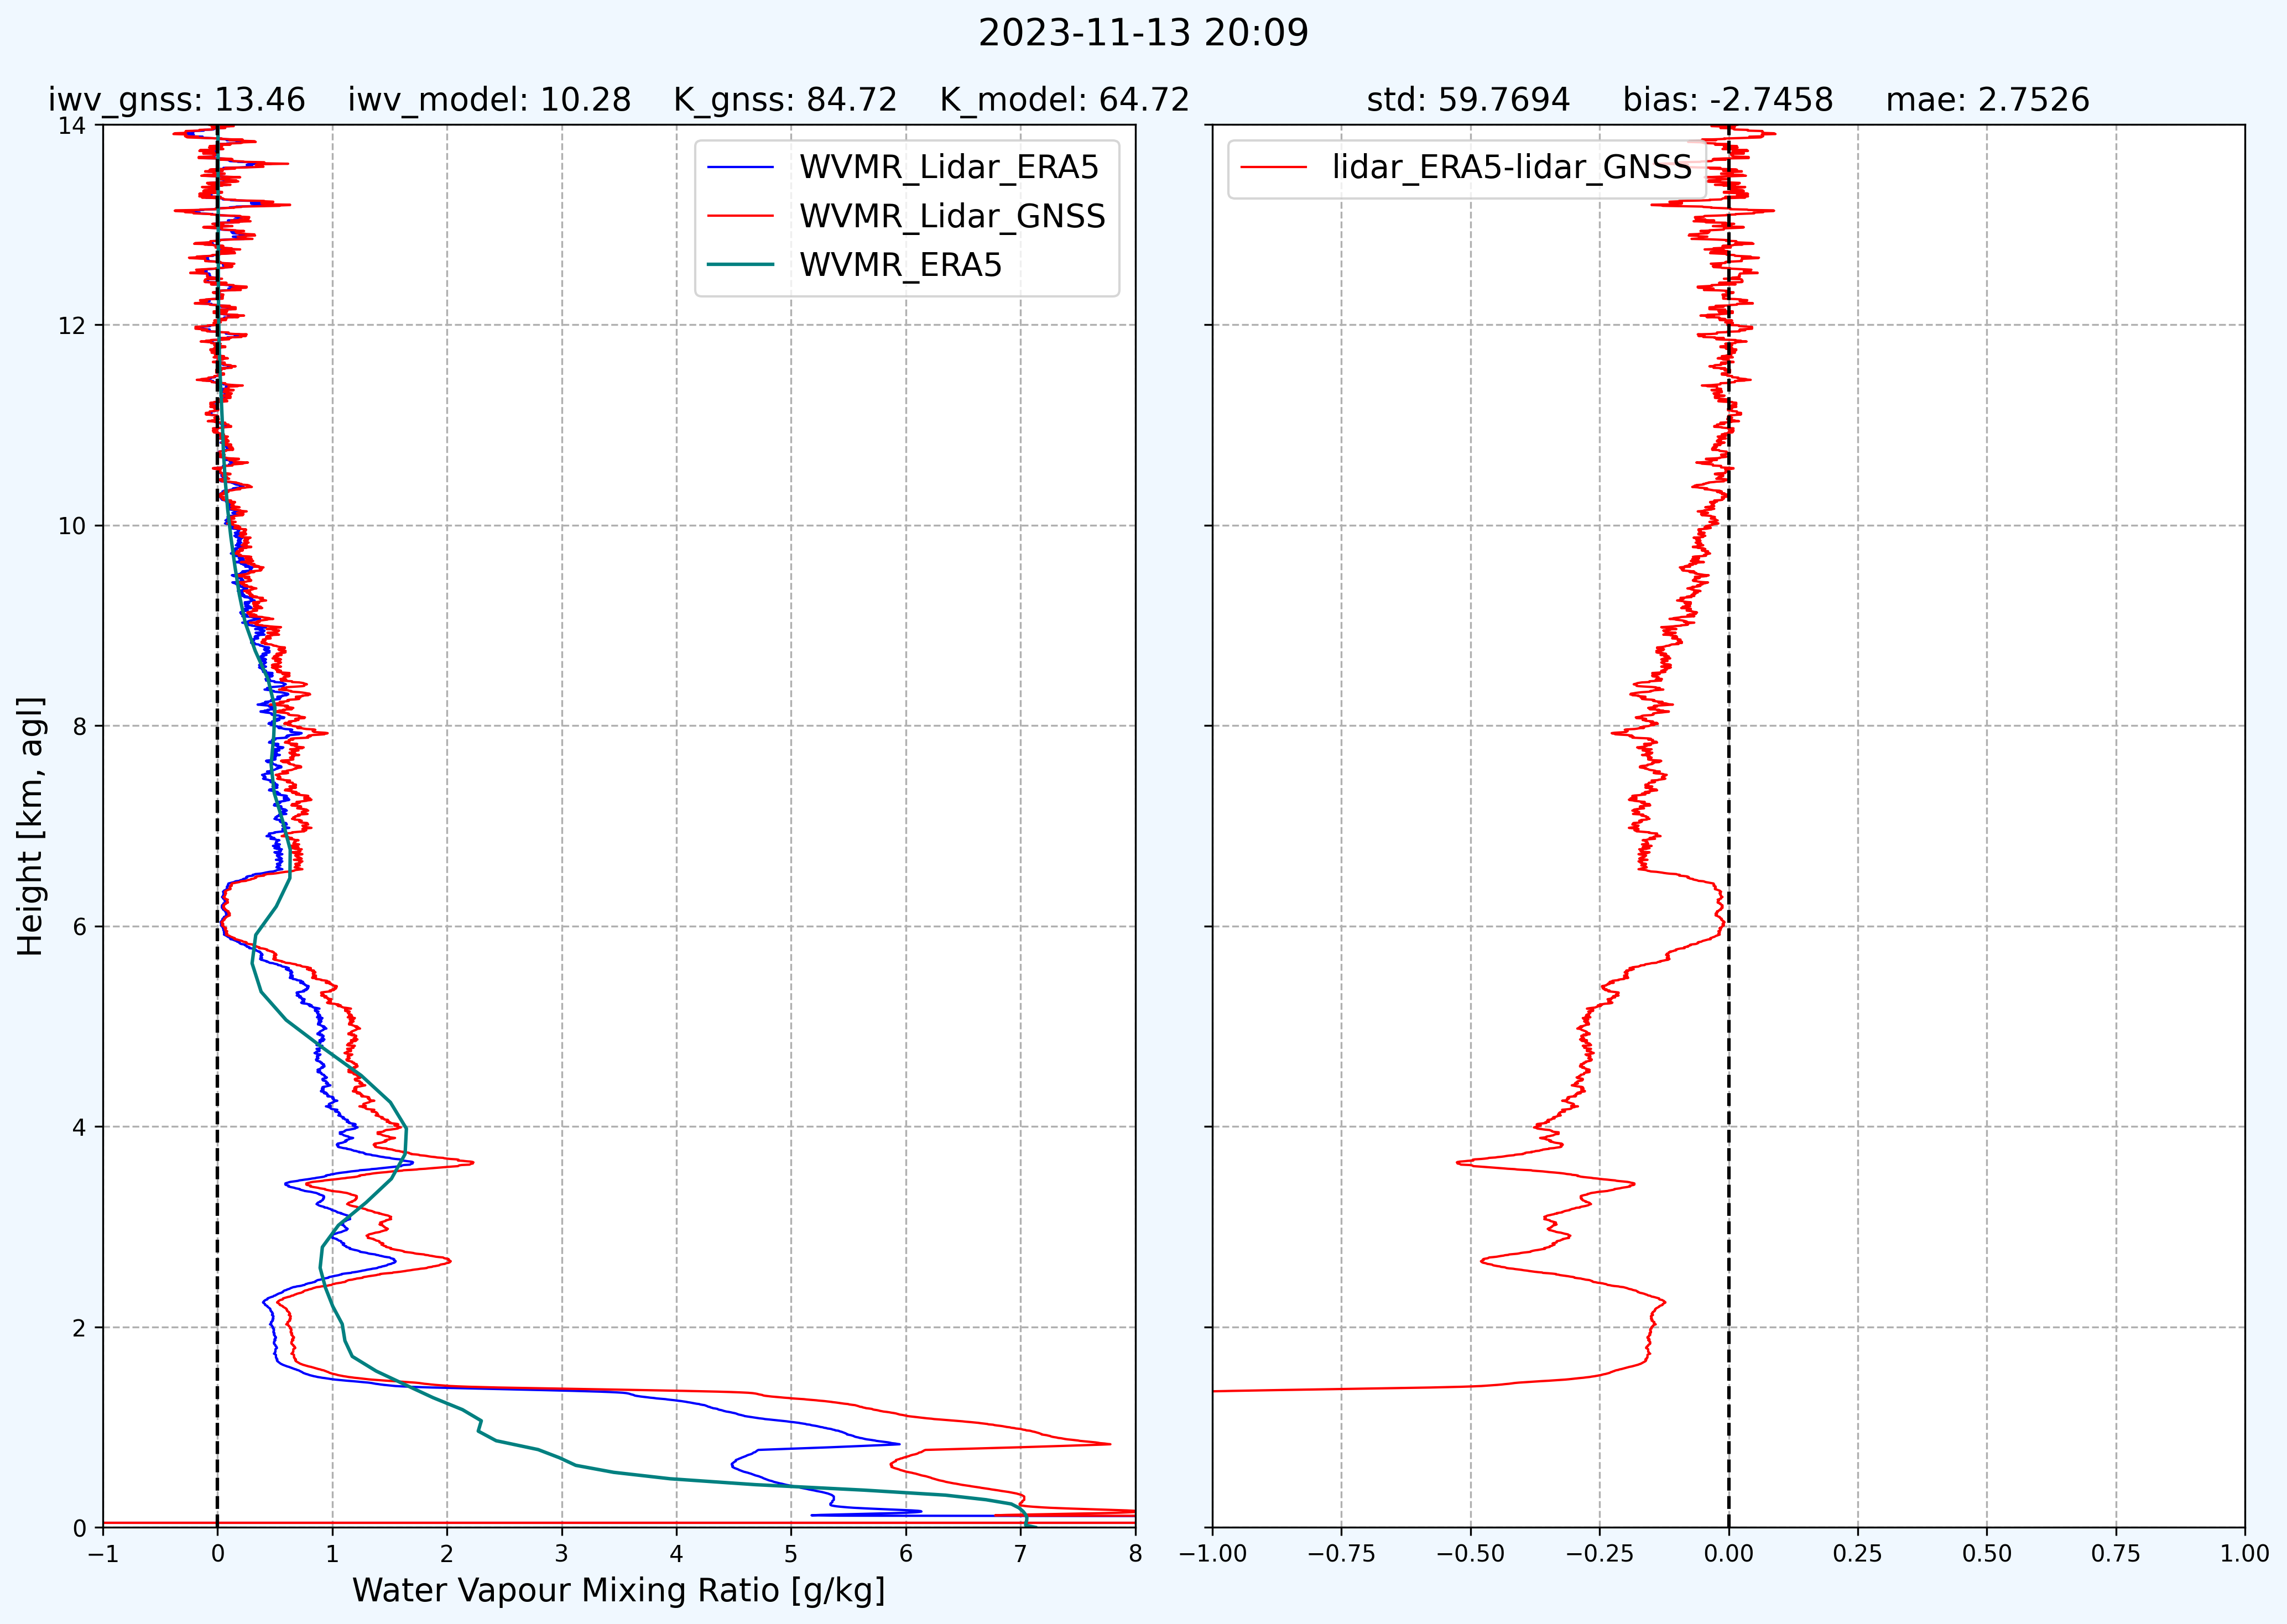 2023-11-13 20:09
iwv_gnss: 13.46 iwv_model: 10.28 K_gnss: 84.72 K_model: 64.72
std: 59.7694 bias: -2.7458 mae: 2.7526
WVMR_Lidar_ERA5
WVMR_Lidar_GNSS
WVMR_ERA5
lidar_ERA5-lidar_GNSS
14
12
10
8
6
4
2
0
Height [km, agl]
−1 0 1 2 3 4 5 6 7 8
Water Vapour Mixing Ratio [g/kg]
−1.00 −0.75 −0.50 −0.25 0.00 0.25 0.50 0.75 1.00